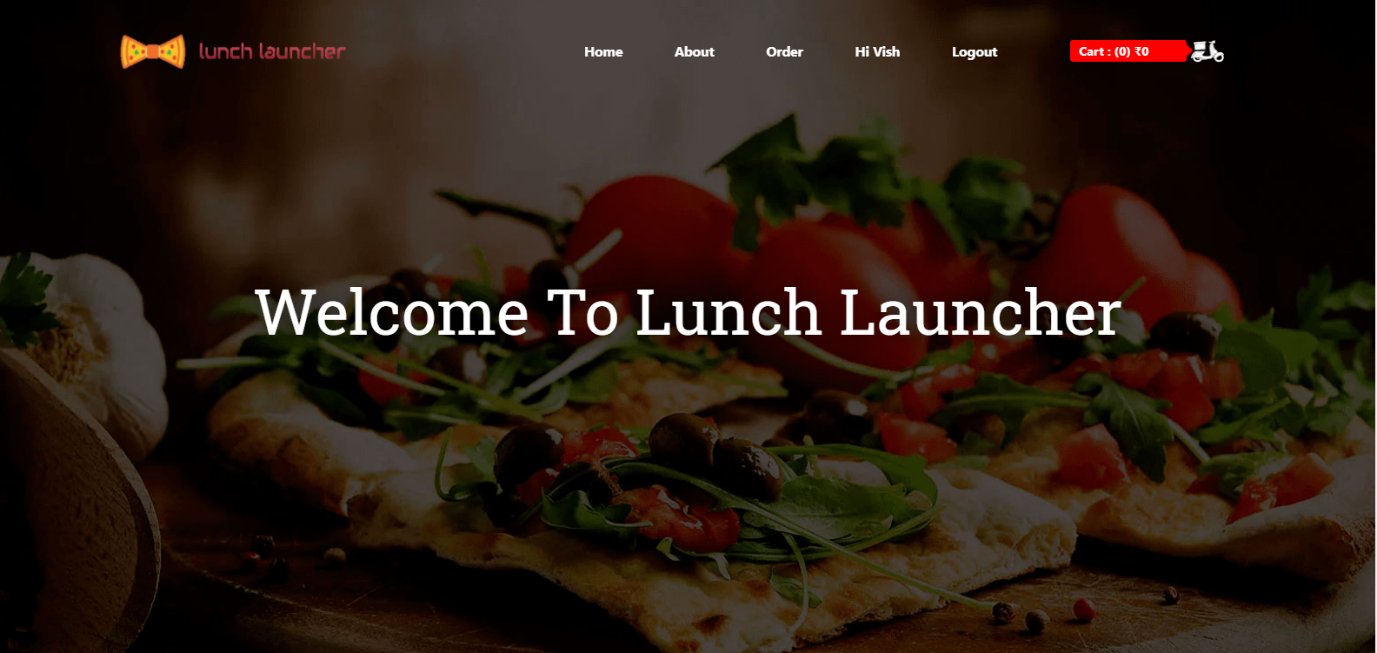 lunch launcher
Home About Order Hi Vish Logout Cart : (0) ₹0
Welcome To Lunch Launcher